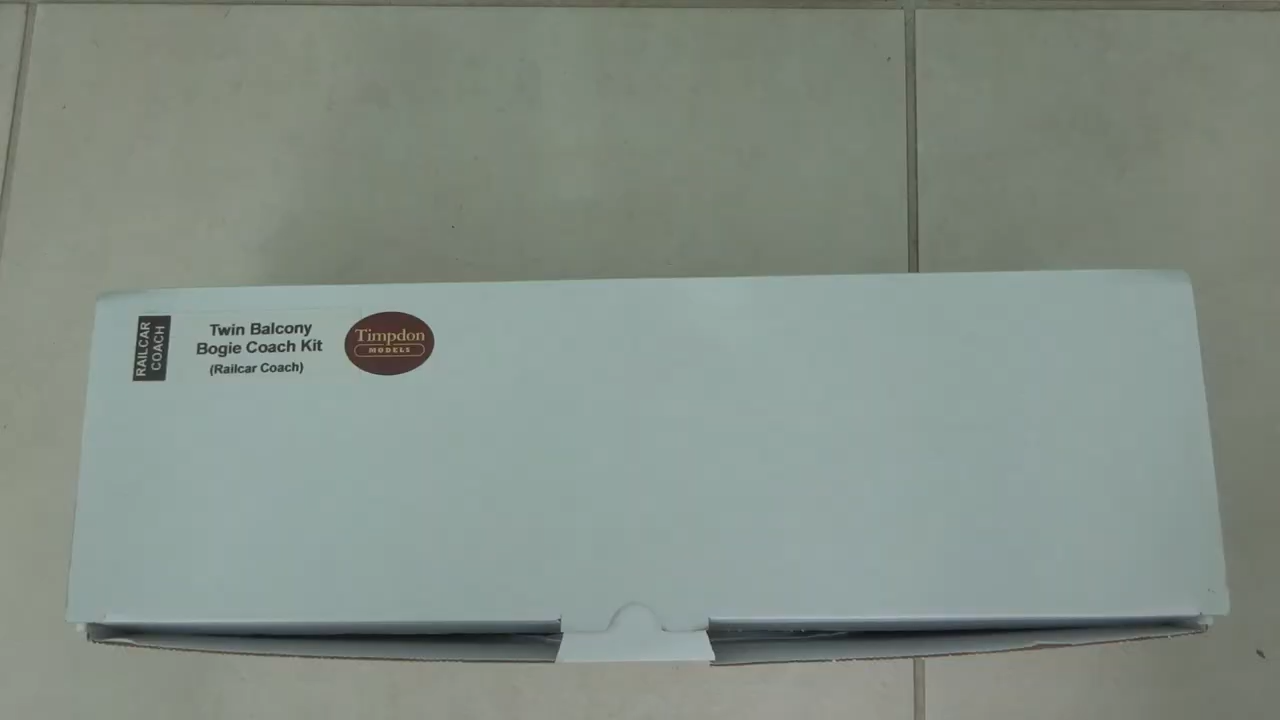 RAILCAR
COACH
Twin Balcony
Bogie Coach Kit
(Railcar Coach)
Timpdon
MODELS